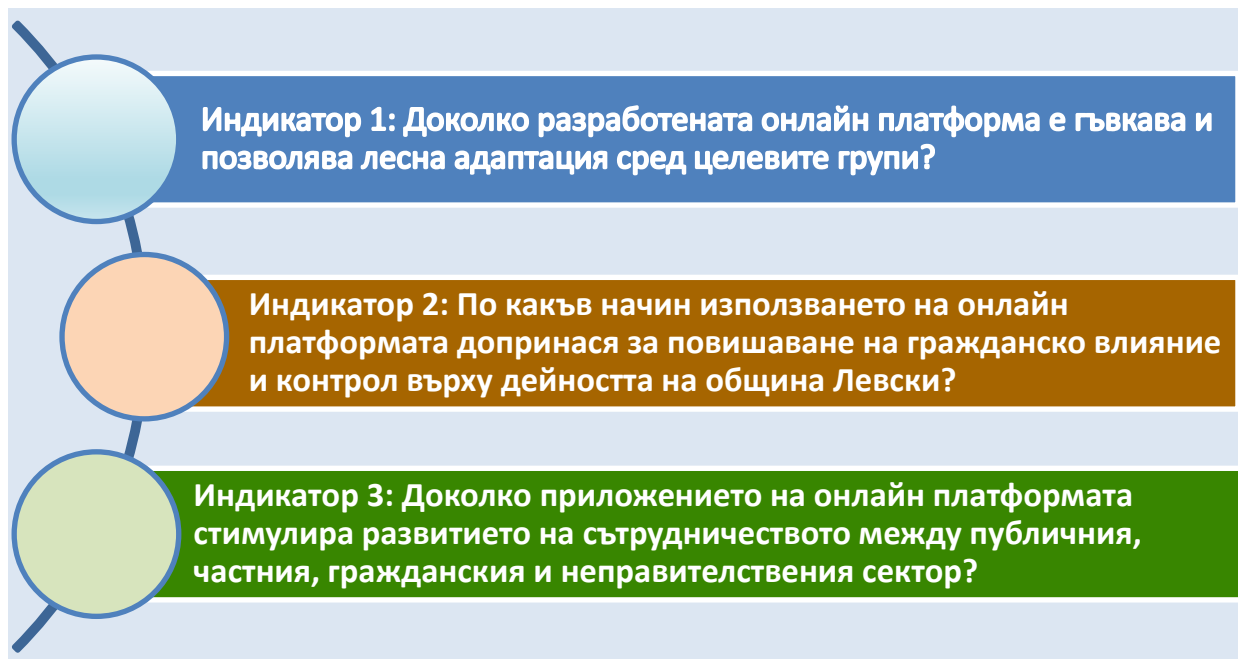 Индикатор 1: Доколко разработената онлайн платформа е гъвкава и
позволява лесна адаптация сред целевите групи?
Индикатор 2: По какъв начин използването на онлайн
платформата допринася за повишаване на гражданско влияние
и контрол върху дейността на община Левски?
Индикатор 3: Доколко приложението на онлайн платформата
стимулира развитието на сътрудничеството между публичния,
частния, гражданския и неправителствения сектор?